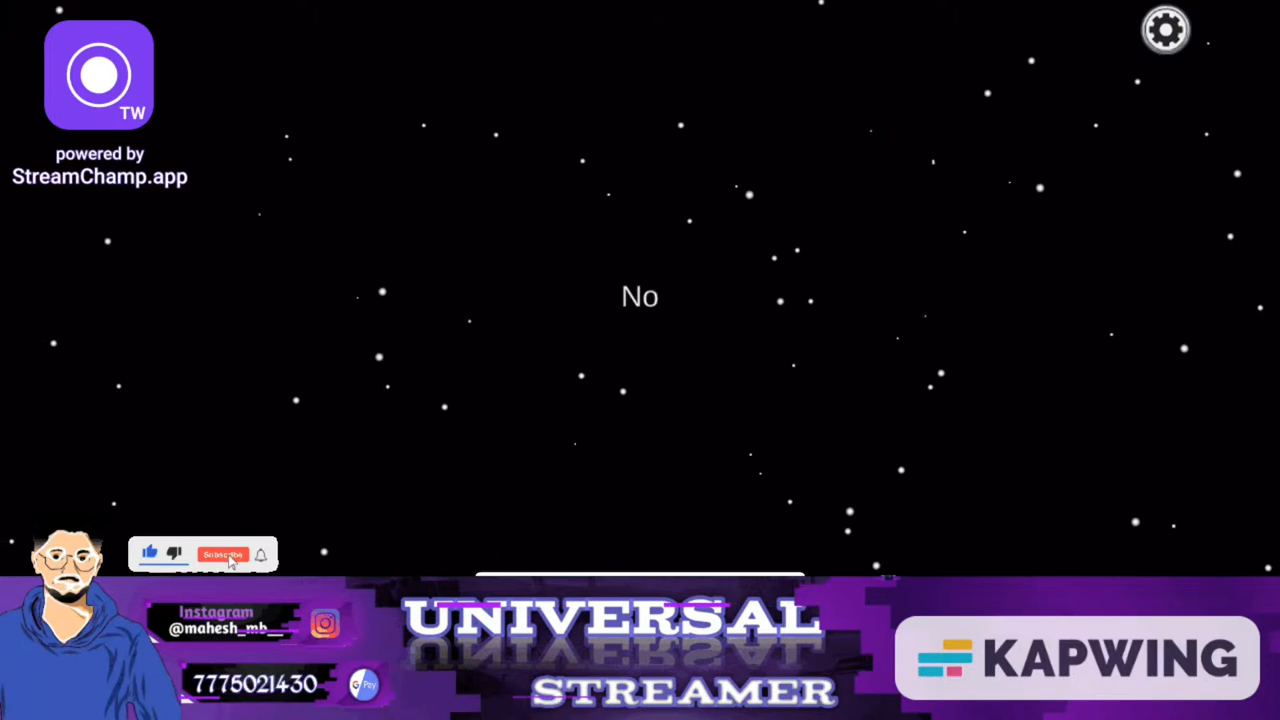 TW
powered by
StreamChamp.app
No
Subscribe
Instagram
@mahesh_mb__
7775021430
G Pay
UNIVERSAL
STREAMER
KAPWING